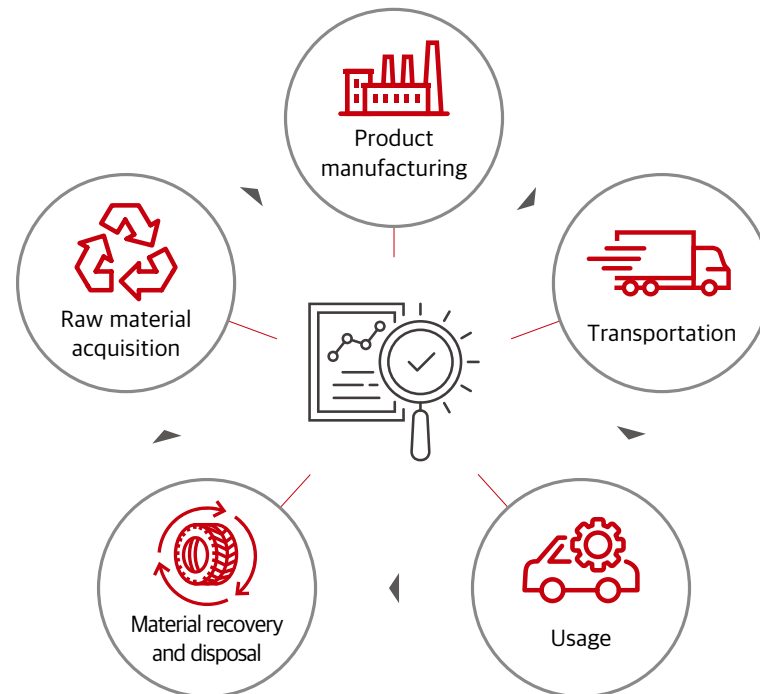 Product
manufacturing
Raw material
acquisition
Transportation
Material recovery
and disposal
Usage